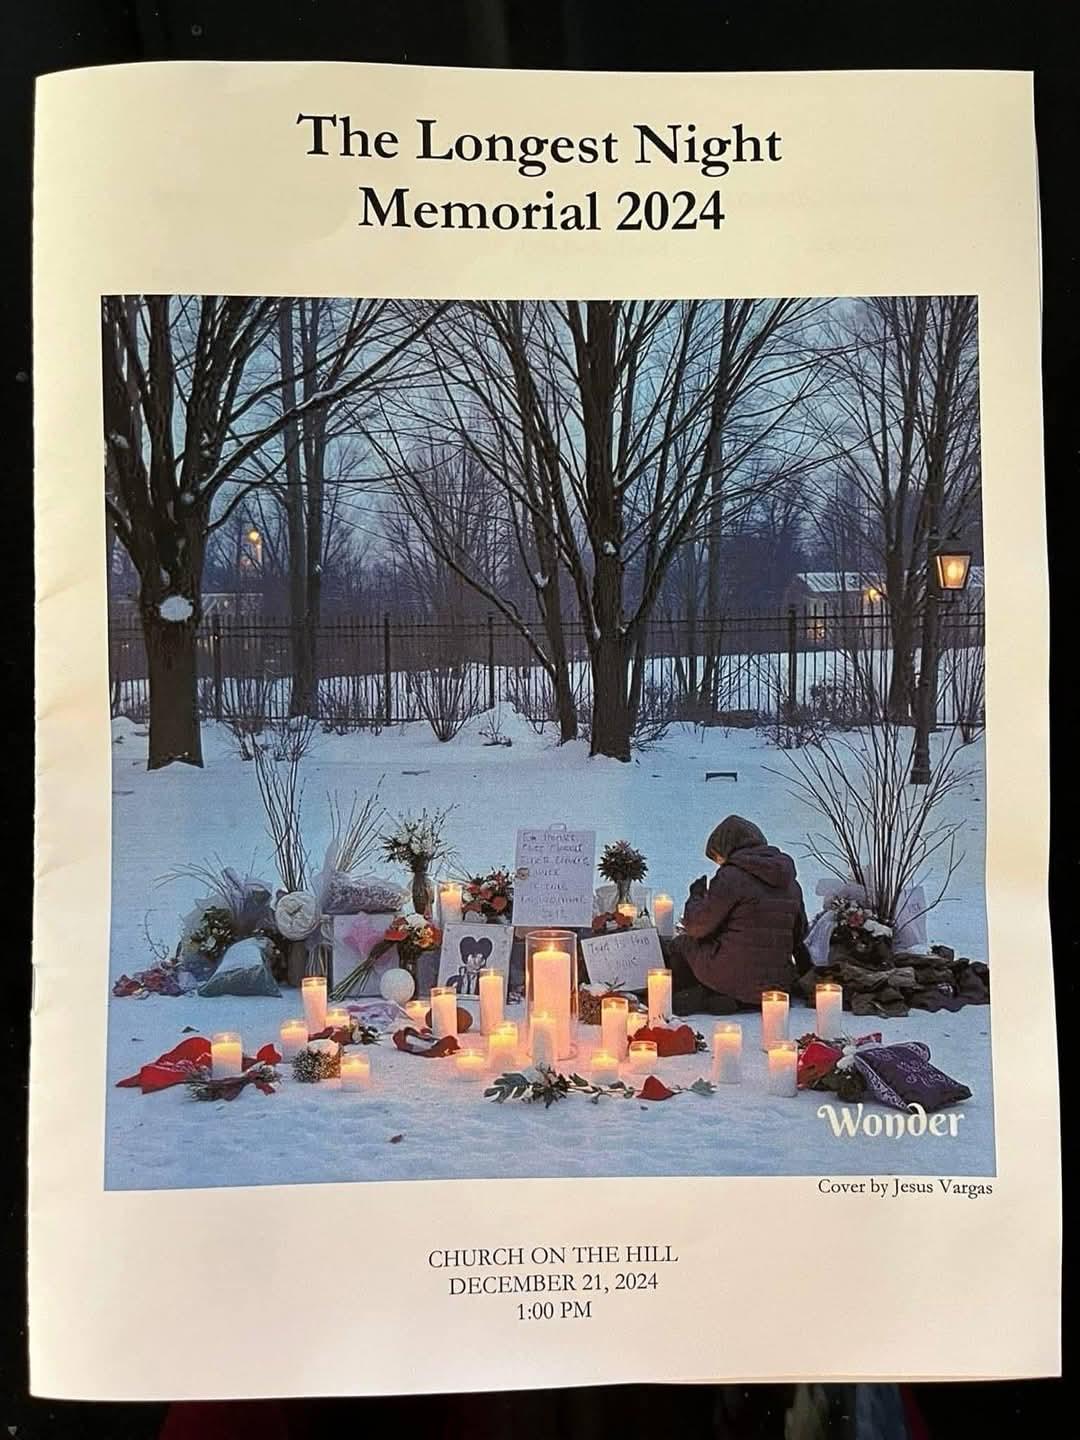 The Longest Night
Memorial 2024
Wonder
Cover by Jesus Vargas
CHURCH ON THE HILL
DECEMBER 21, 2024
1:00 PM